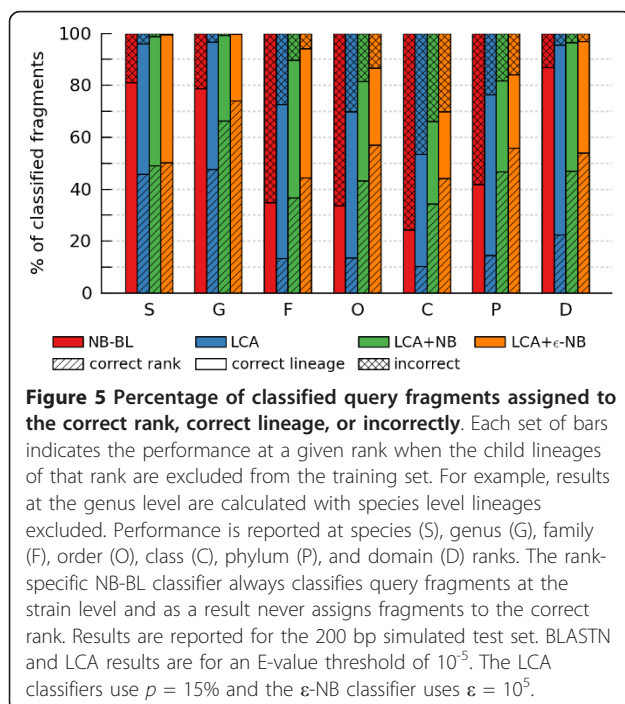 100
80
60
40
20
0
% of classified fragments
S G F O C P D
NB-BL LCA LCA+NB LCA+ϵ-NB
correct rank correct lineage incorrect
Figure 5 Percentage of classified query fragments assigned to
the correct rank, correct lineage, or incorrectly. Each set of bars
indicates the performance at a given rank when the child lineages
of that rank are excluded from the training set. For example, results
at the genus level are calculated with species level lineages
excluded. Performance is reported at species (S), genus (G), family
(F), order (O), class (C), phylum (P), and domain (D) ranks. The rank-
specific NB-BL classifier always classifies query fragments at the
strain level and as a result never assigns fragments to the correct
rank. Results are reported for the 200 bp simulated test set. BLASTN
and LCA results are for an E-value threshold of 10⁻⁵. The LCA
classifiers use p = 15% and the ε-NB classifier uses ε = 10⁵.